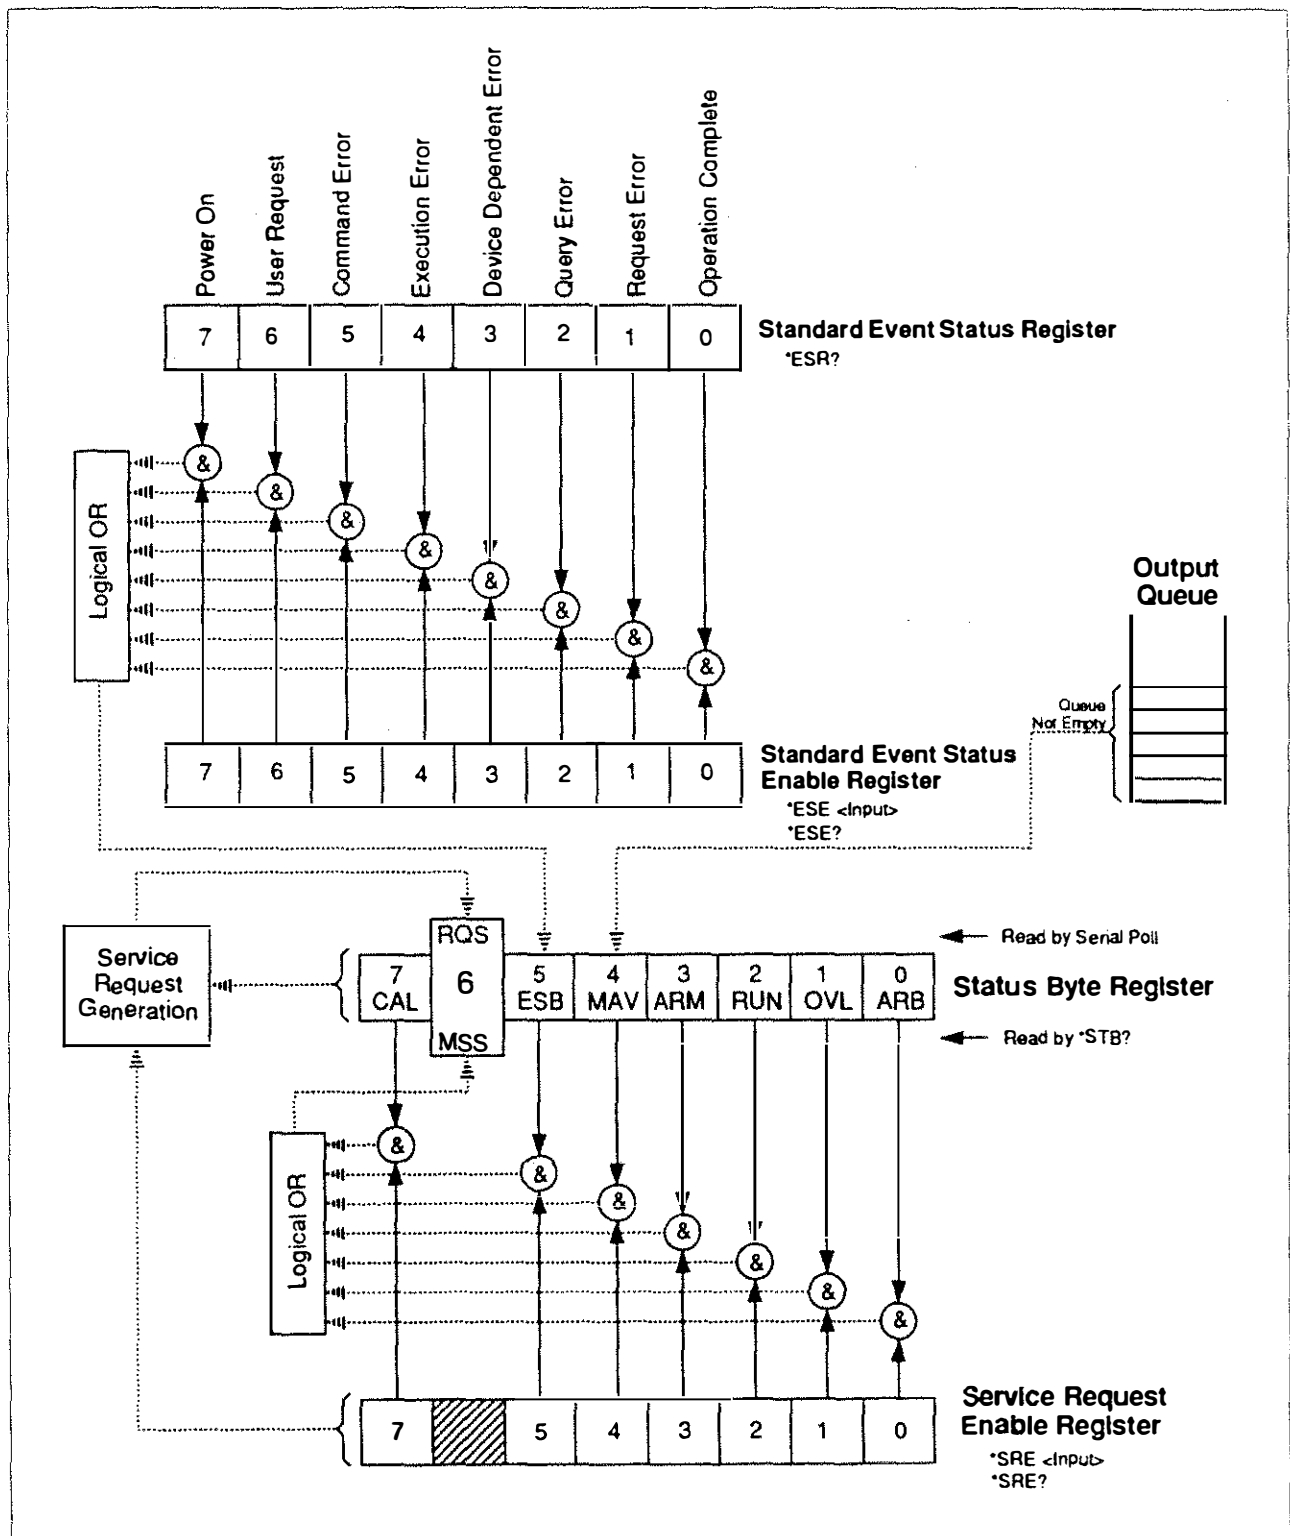 Power On
User Request
Command Error
Execution Error
Device Dependent Error
Query Error
Request Error
Operation Complete
7 6 5 4 3 2 1 0
Standard Event Status Register
*ESR?
Logical OR
&
&
&
&
&
&
&
&
Output
Queue
Queue
Not Empty
7 6 5 4 3 2 1 0
Standard Event Status
Enable Register
*ESE <Input>
*ESE?
Service
Request
Generation
RQS
6
MSS
7
CAL
5
ESB
4
MAV
3
ARM
2
RUN
1
OVL
0
ARB
Read by Serial Poll
Status Byte Register
Read by *STB?
Logical OR
&
&
&
&
&
&
&
7 5 4 3 2 1 0
Service Request
Enable Register
*SRE <Input>
*SRE?